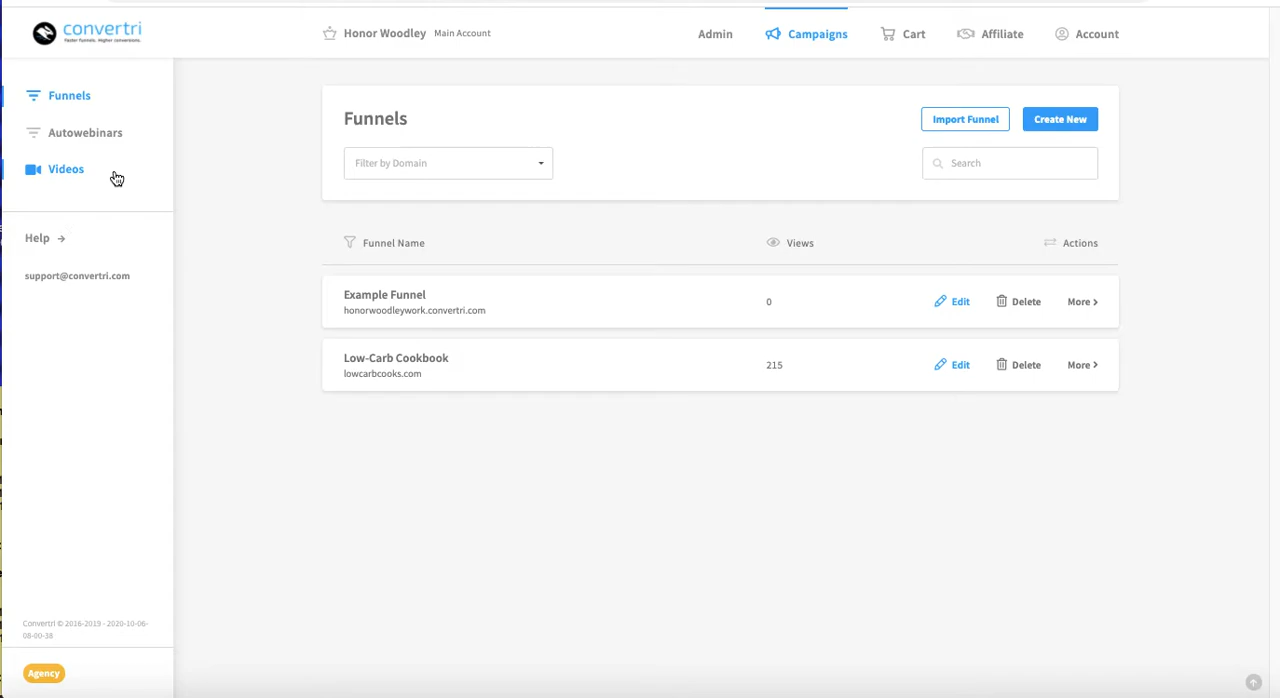 convertri
Faster funnels. Higher conversions.
Honor Woodley Main Account
Admin
Campaigns
Cart
Affiliate
Account
Funnels
Autowebinars
Videos
Help
support@convertri.com
Convertri © 2016-2019 - 2020-10-06-
08-00-38
Agency
Funnels
Import Funnel
Create New
Filter by Domain
Search
Funnel Name
Views
Actions
Example Funnel
honorwoodleywork.convertri.com
0
Edit
Delete
More
Low-Carb Cookbook
lowcarbcooks.com
215
Edit
Delete
More